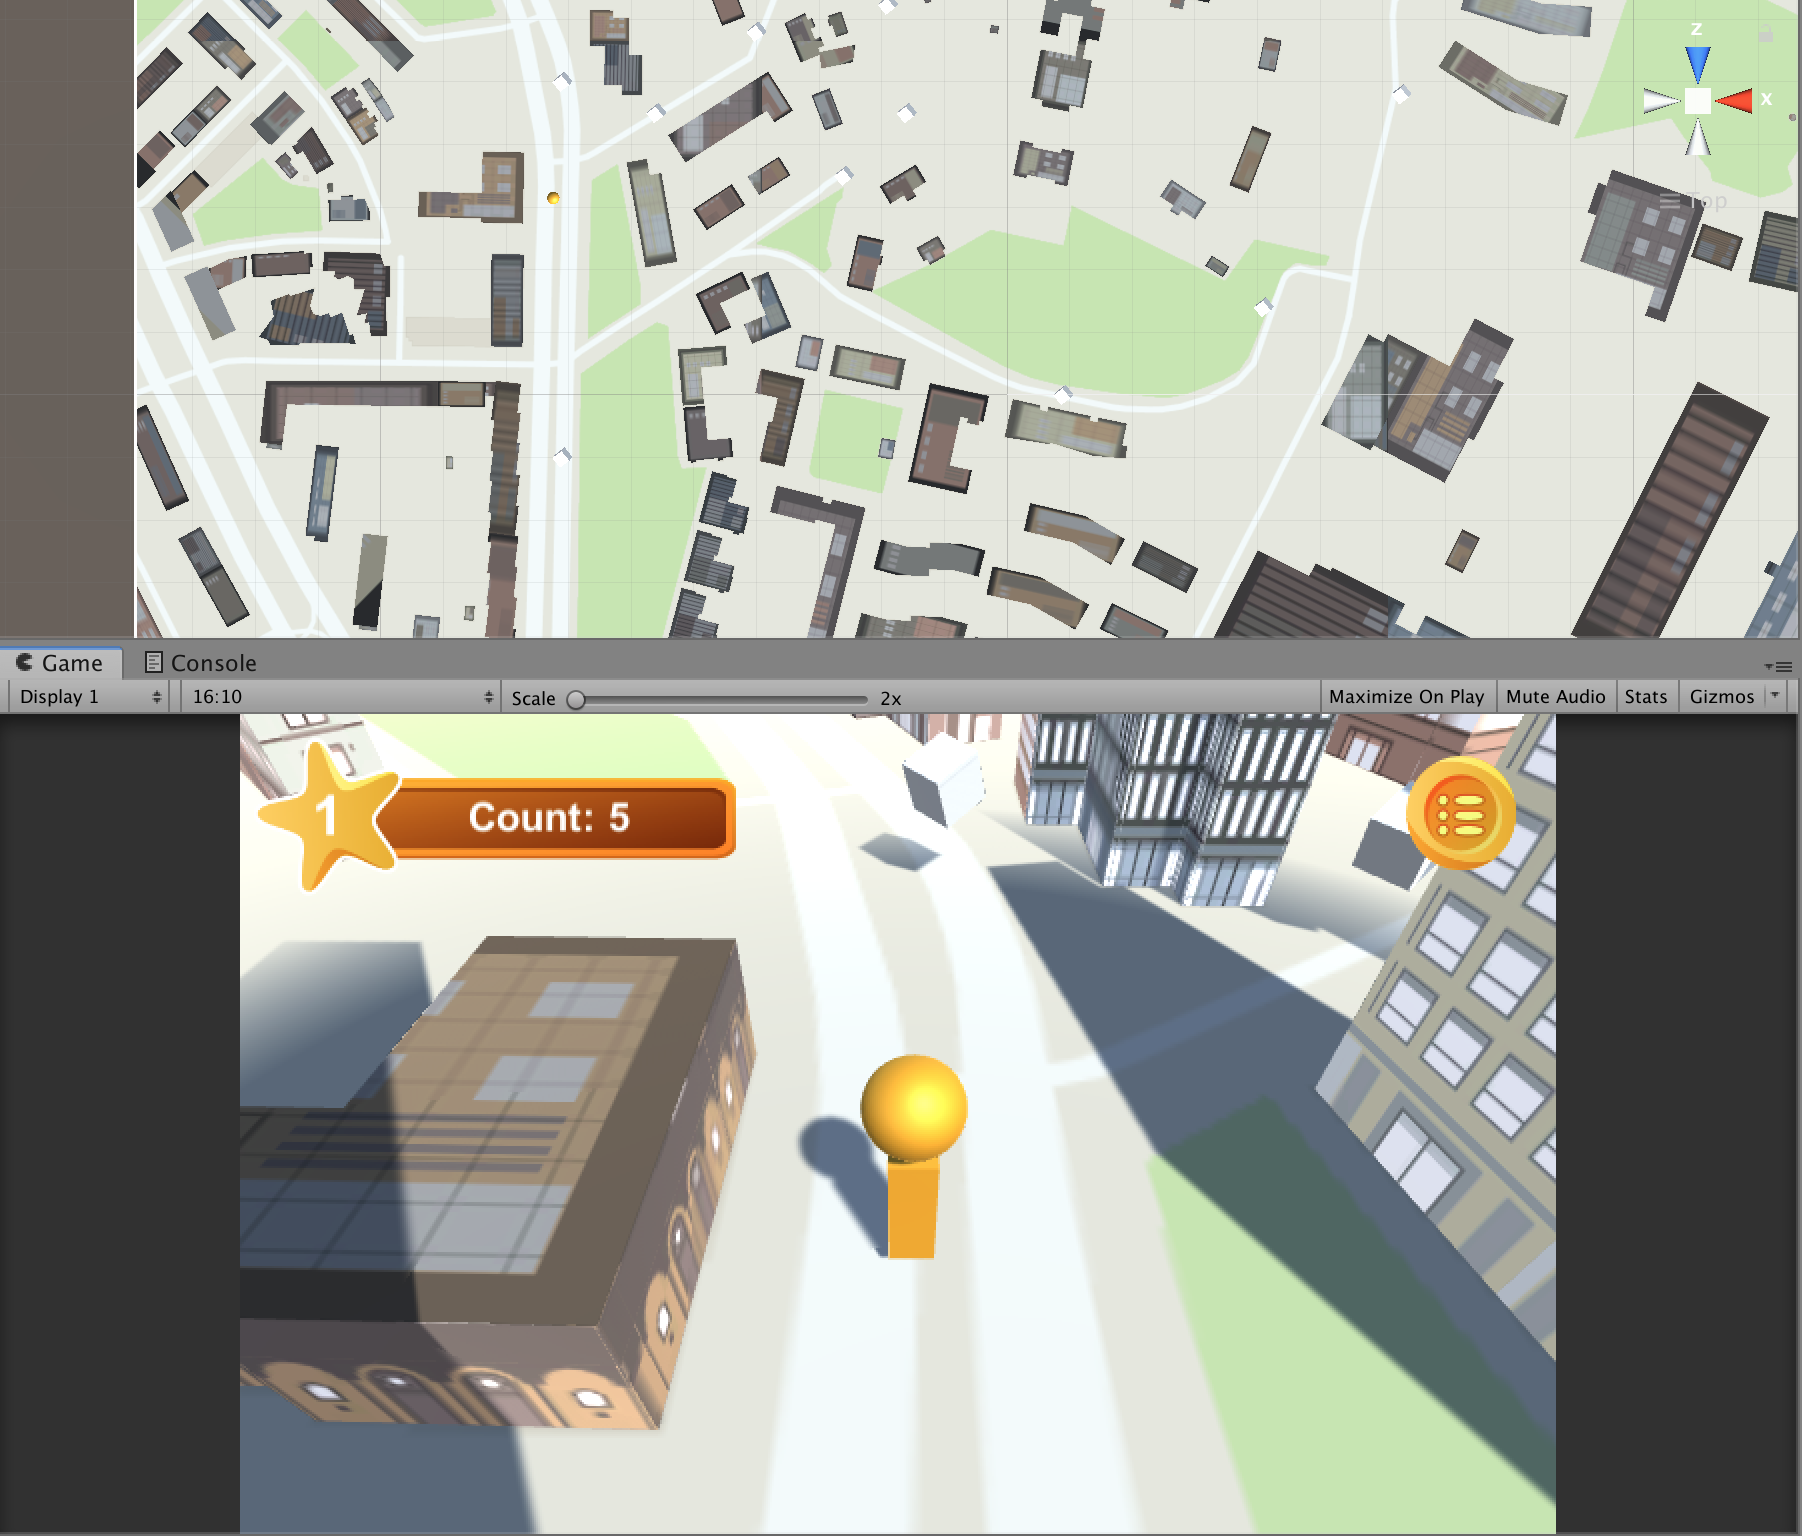 z
x
Top
Game
Console
Display 1
16:10
Scale
2x
Maximize On Play
Mute Audio
Stats
Gizmos
1
Count: 5